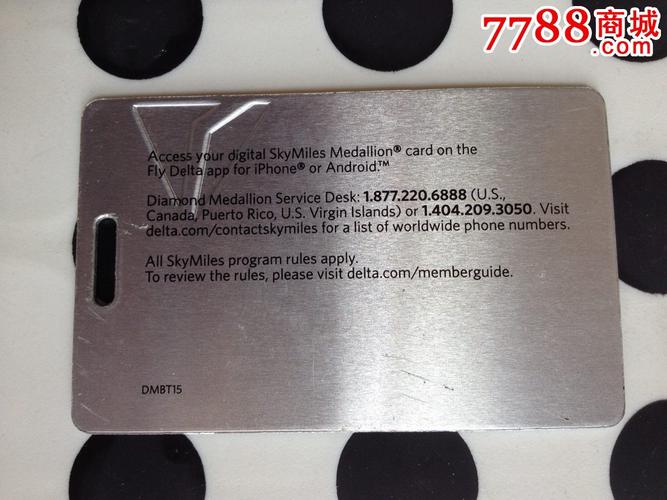 7788商城
.com
Access your digital SkyMiles Medallion® card on the
Fly Delta app for iPhone® or Android.™
Diamond Medallion Service Desk: 1.877.220.6888 (U.S.,
Canada, Puerto Rico, U.S. Virgin Islands) or 1.404.209.3050. Visit
delta.com/contactskymiles for a list of worldwide phone numbers.
All SkyMiles program rules apply.
To review the rules, please visit delta.com/memberguide.
DMBT15